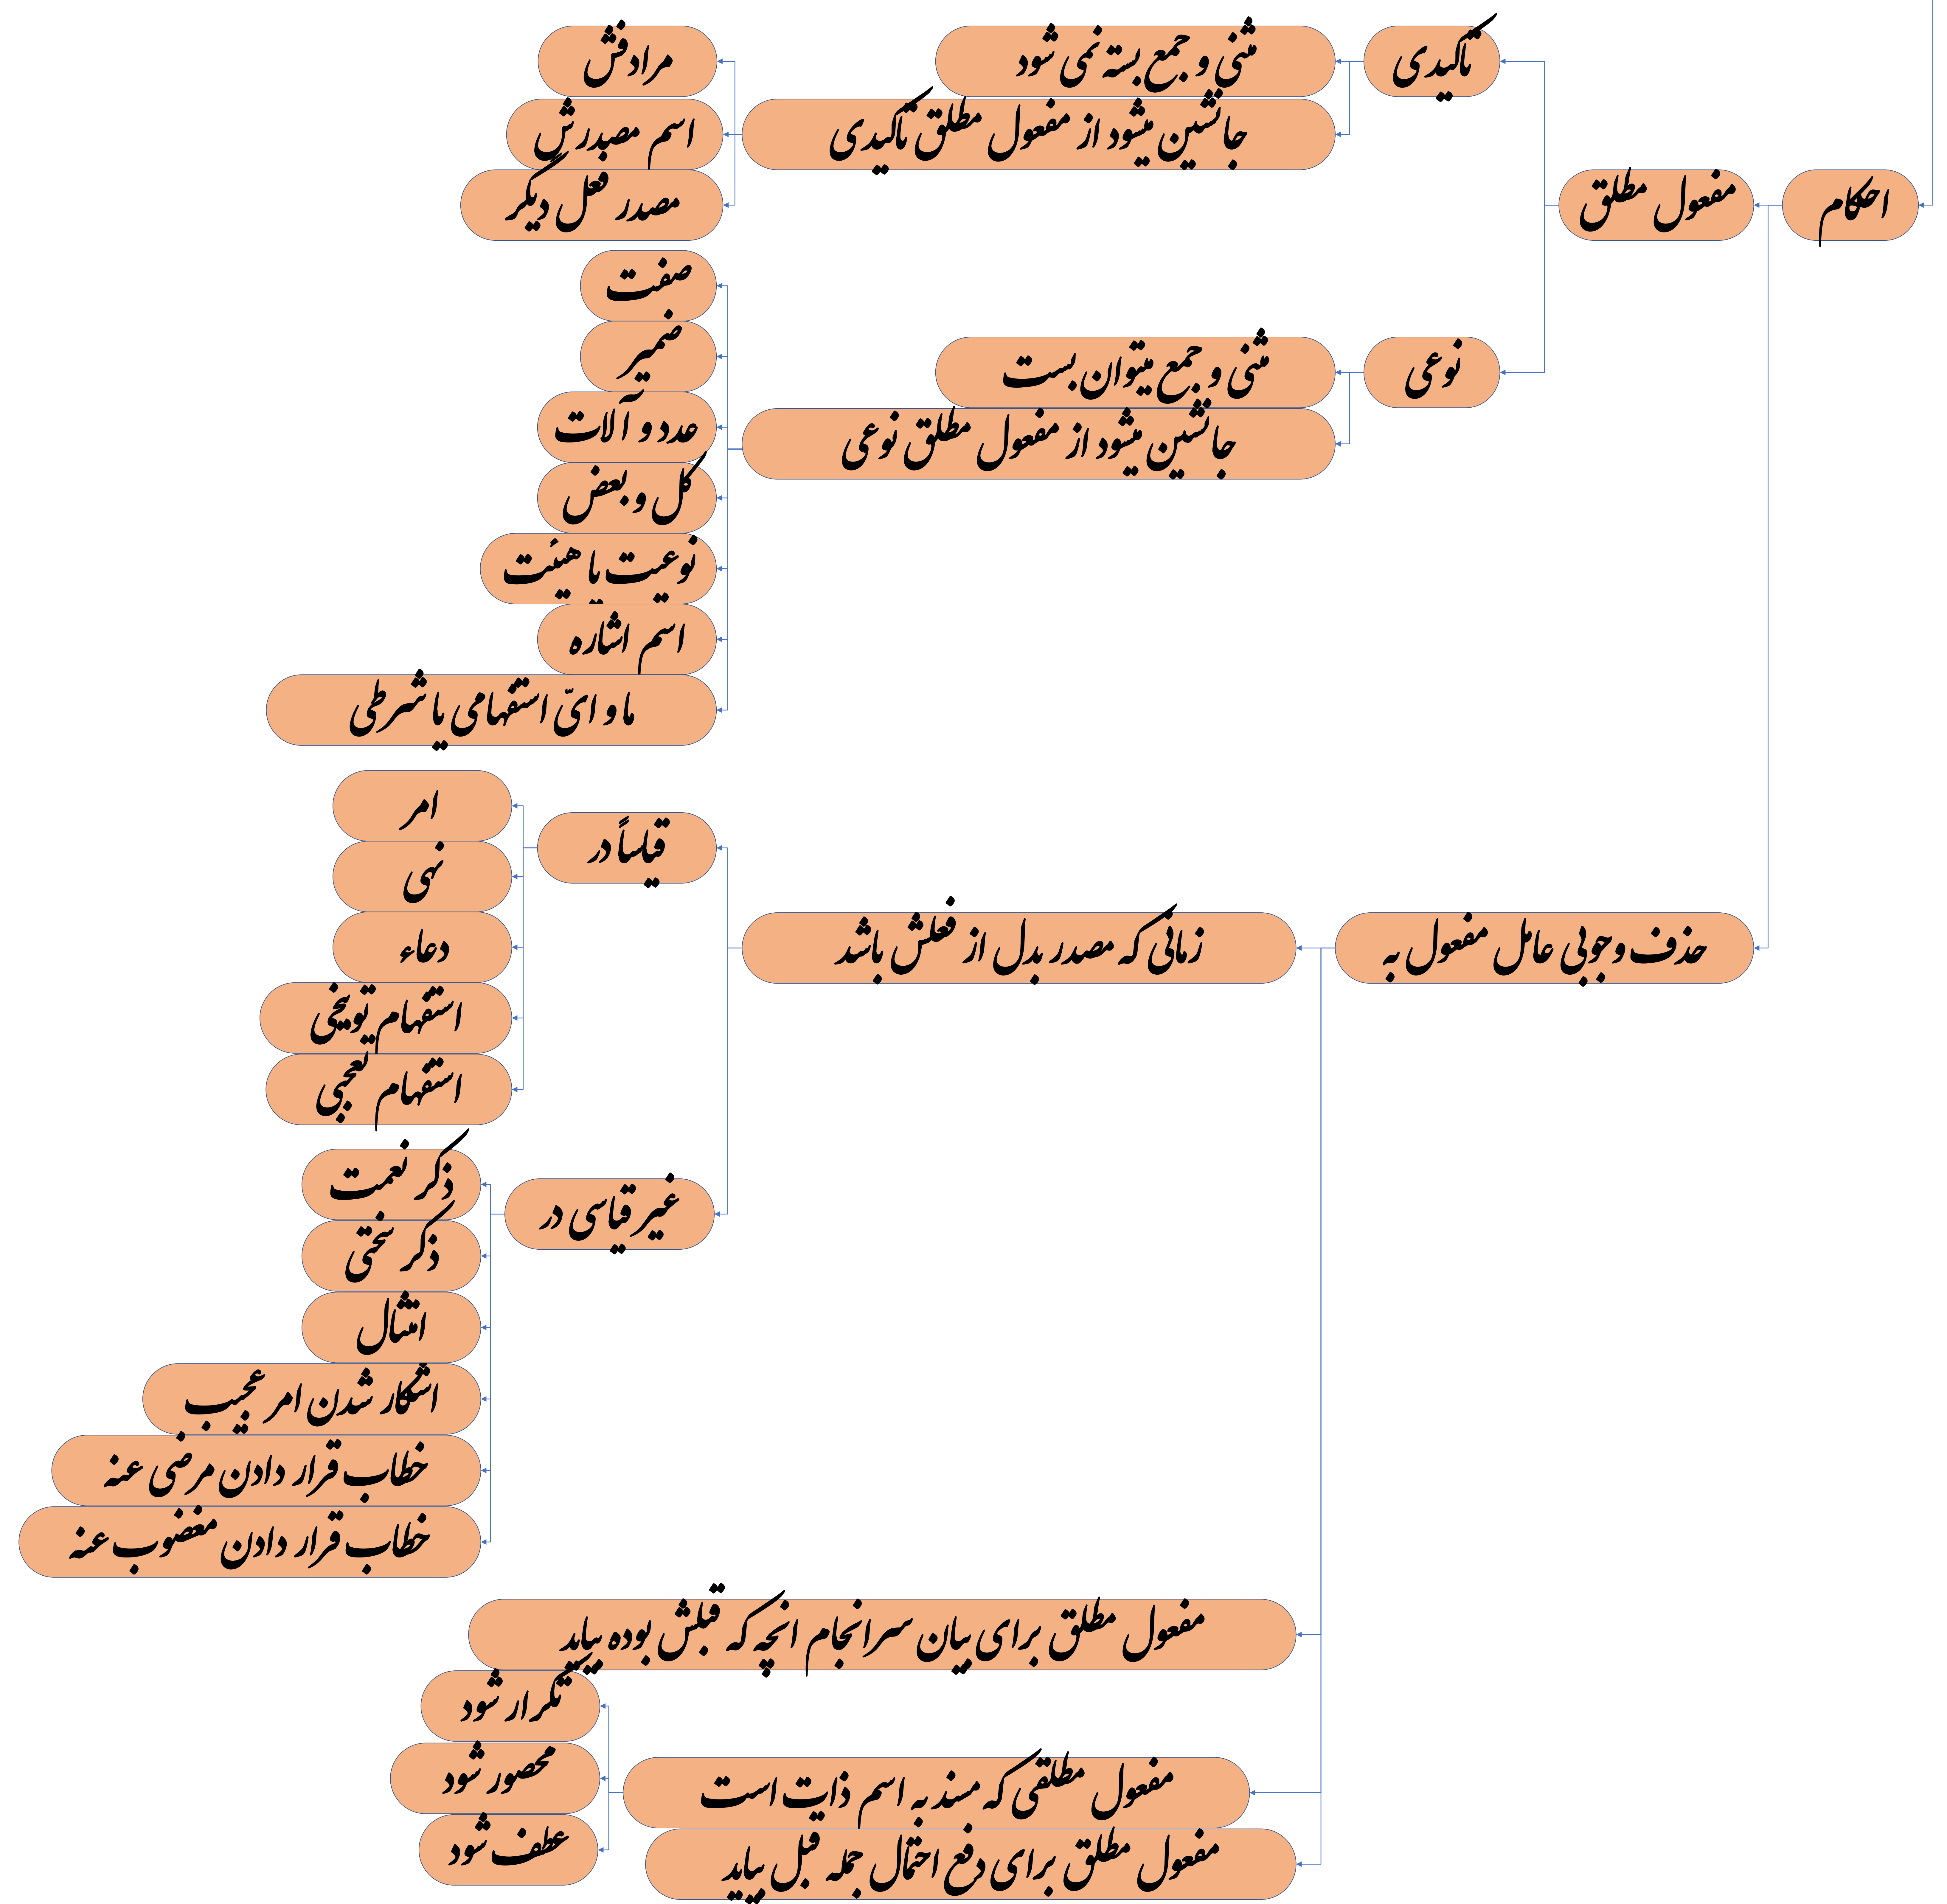 احکام
مفعول مطلق
تاکیدی
مثنی و جمع بسته نمی شود
جانشین میشود از مفعول مطلق تاکیدی
مرادفش
اسم مصدرش
مصدر فعل دیگر
نوعی
مثنی و جمع میتوان بست
جانشین میشود از مفعول مطلق نوعی
صفت
ضمیر
عدد و آلات
کل و بعض
نوعیت یا هیئت
اسم اشاره
ما و ایّ استفهامی یا شرطی
حذف وجوبی عامل مفعول به
زمانی که مصدر بدل از فعلش باشد
قیاساً در
امر
نهی
دعاء
استفهام توبیخی
استفهام تعجبی
غیر قیاسی در
ذکر نعمت
ذکر سختی
امتثال
اشکار شدن امر عجیب
خطاب قرار دادن مرضی عنه
خطاب قرار دادن مغضوب عنه
مفعول مطلق برای بیان سرانجام انچه که قبلش بوده بیاید
مفعول مطلقی که مسند به اسم ذات است
تکرار شود
محصور شود
عطف شود
مفعول مطلق برای دفع احتمال جمله قبل بیاید